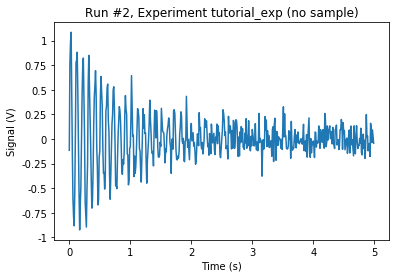 Run #2, Experiment tutorial_exp (no sample)
1
0.75
0.5
0.25
0
-0.25
-0.5
-0.75
-1
Signal (V)
0 1 2 3 4 5
Time (s)